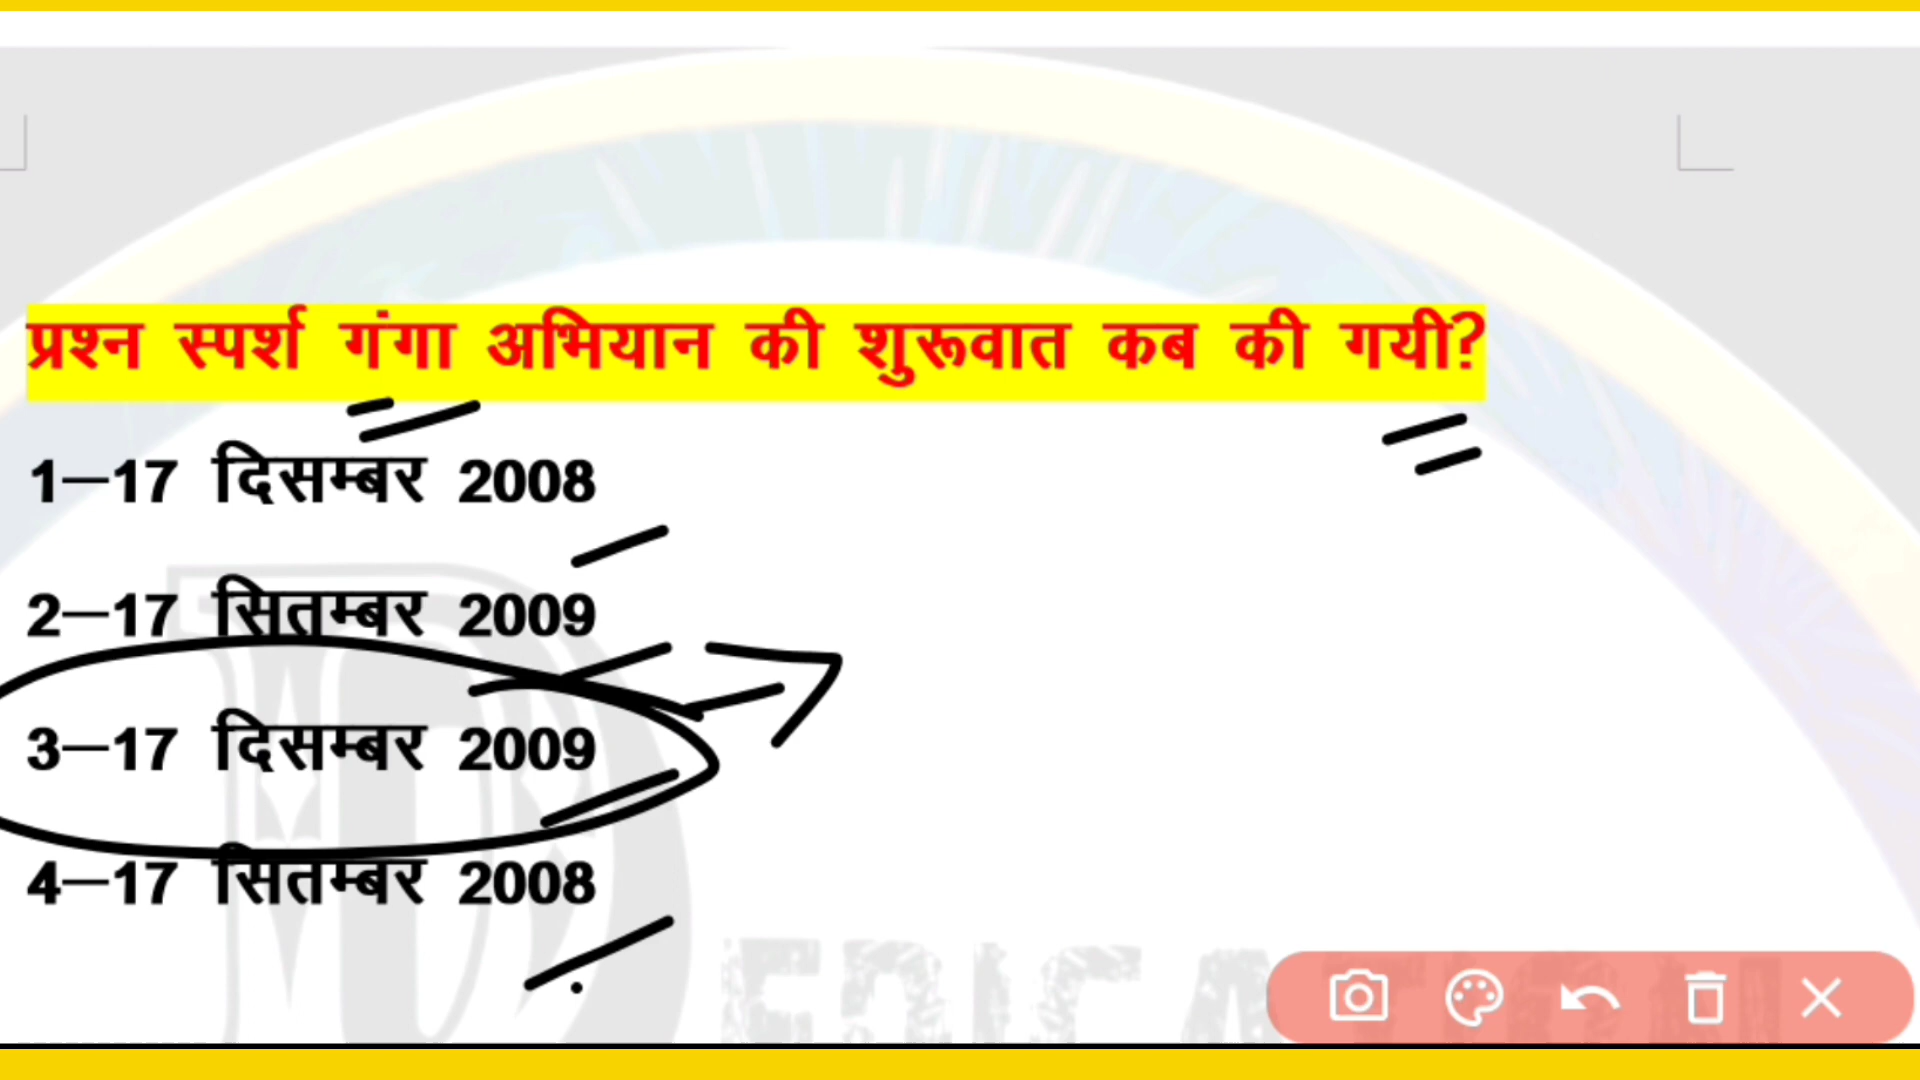 प्रश्न स्पर्श गंगा अभियान की शुरूवात कब की गयी?
1–17 दिसम्बर 2008
2–17 सितम्बर 2009
3–17 दिसम्बर 2009
4–17 सितम्बर 2008